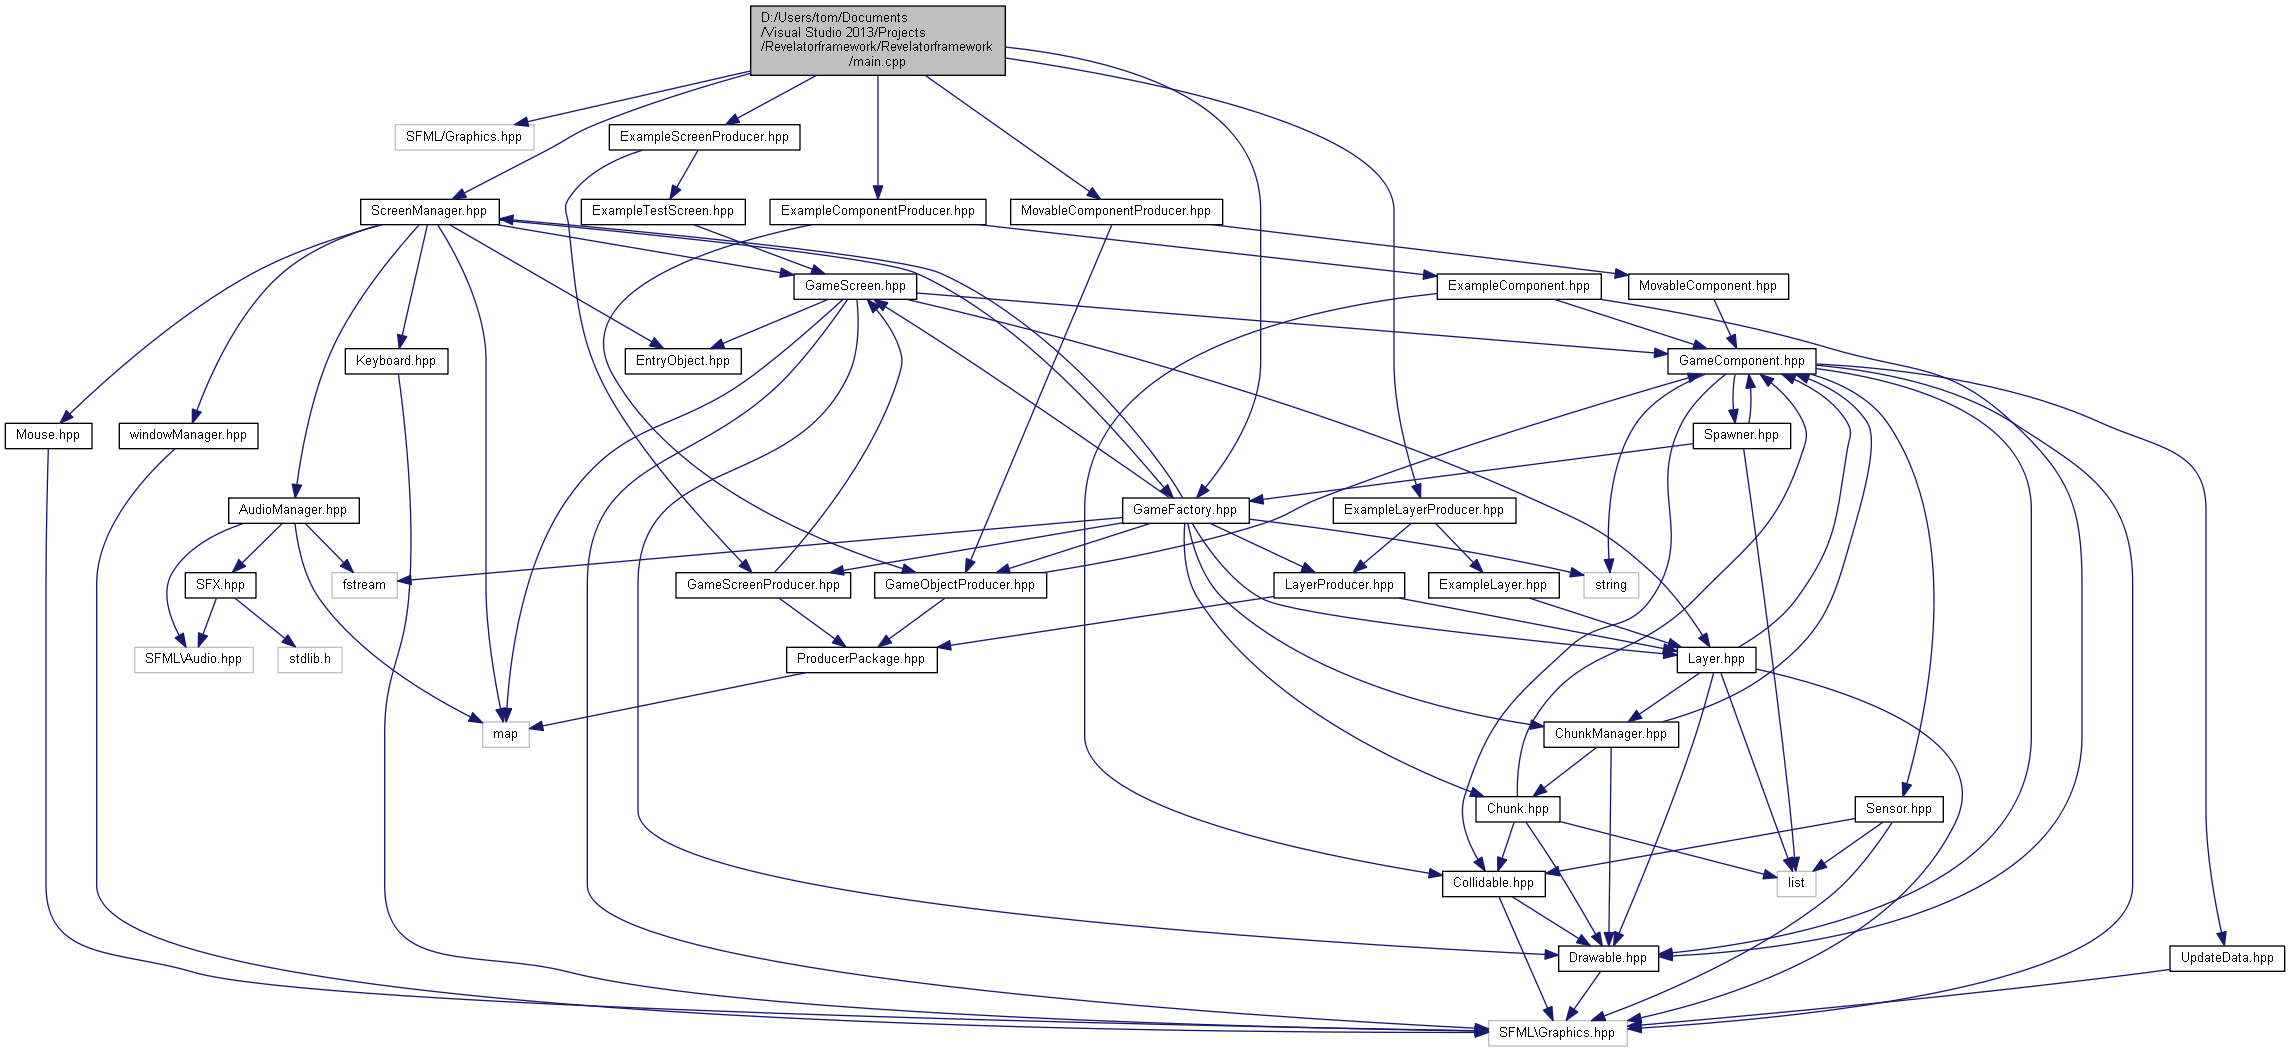 D:/Users/tom/Documents
/Visual Studio 2013/Projects
/Revelatorframework/Revelatorframework
/main.cpp
SFML/Graphics.hpp
ExampleScreenProducer.hpp
ScreenManager.hpp
ExampleTestScreen.hpp
ExampleComponentProducer.hpp
MovableComponentProducer.hpp
GameScreen.hpp
ExampleComponent.hpp
MovableComponent.hpp
Keyboard.hpp
EntryObject.hpp
GameComponent.hpp
Mouse.hpp
windowManager.hpp
Spawner.hpp
AudioManager.hpp
GameFactory.hpp
ExampleLayerProducer.hpp
SFX.hpp
fstream
GameScreenProducer.hpp
GameObjectProducer.hpp
LayerProducer.hpp
ExampleLayer.hpp
string
SFML\Audio.hpp
stdlib.h
ProducerPackage.hpp
Layer.hpp
map
ChunkManager.hpp
Chunk.hpp
Sensor.hpp
Collidable.hpp
list
Drawable.hpp
UpdateData.hpp
SFML\Graphics.hpp